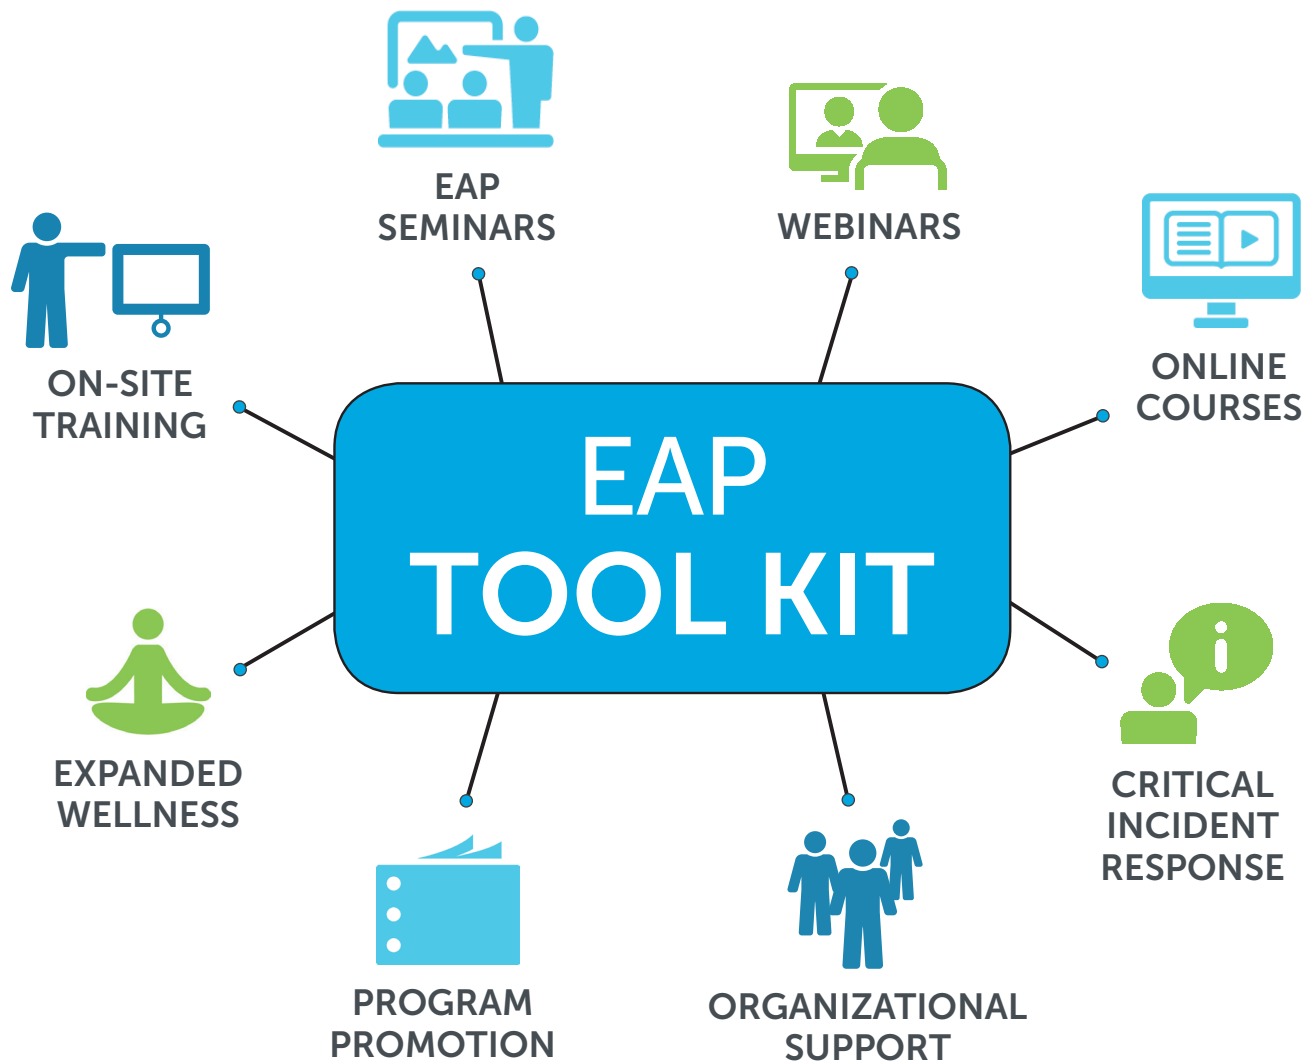 EAP
SEMINARS
WEBINARS
ONLINE
COURSES
ON-SITE
TRAINING
EAP
TOOL KIT
EXPANDED
WELLNESS
CRITICAL
INCIDENT
RESPONSE
PROGRAM
PROMOTION
ORGANIZATIONAL
SUPPORT